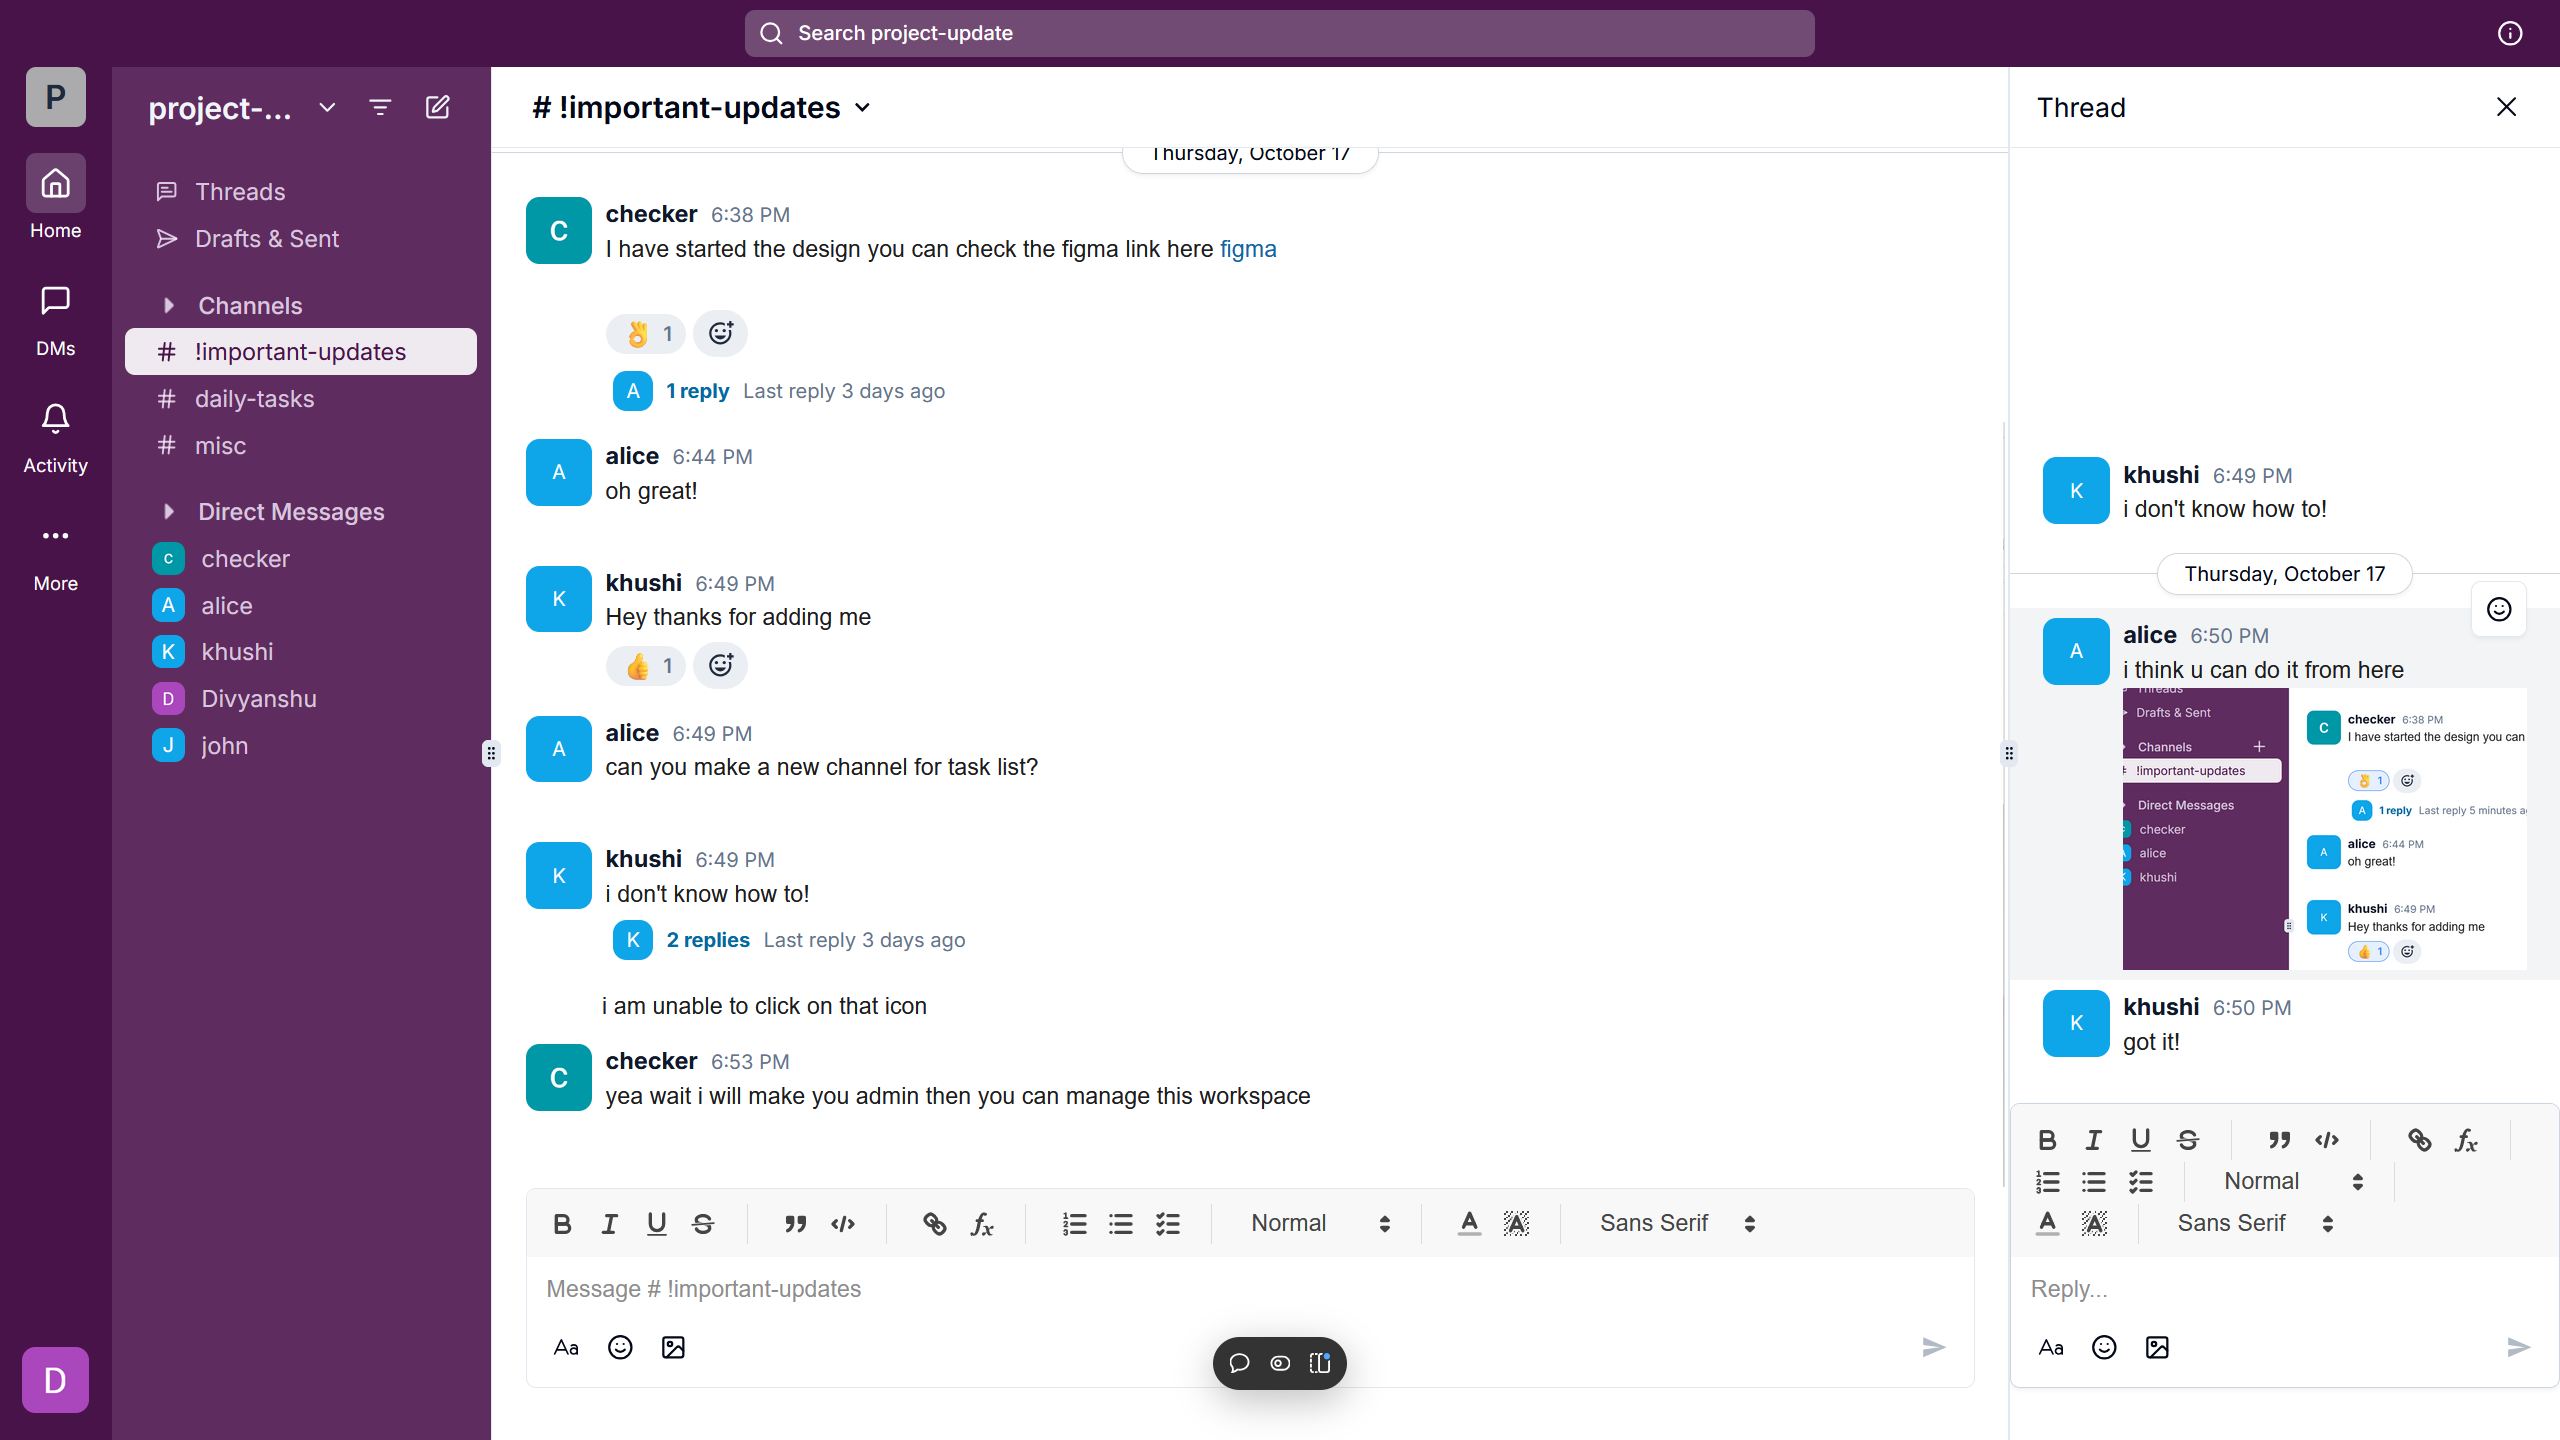 Search project-update
P
Home
DMs
Activity
More
D
project-...
Threads
Drafts & Sent
Channels
# !important-updates
# daily-tasks
# misc
Direct Messages
C checker
A alice
K khushi
D Divyanshu
J john
# !important-updates
Thursday, October 17
C
checker 6:38 PM
I have started the design you can check the figma link here figma
👌 1
A 1 reply Last reply 3 days ago
A
alice 6:44 PM
oh great!
K
khushi 6:49 PM
Hey thanks for adding me
👍 1
A
alice 6:49 PM
can you make a new channel for task list?
K
khushi 6:49 PM
i don't know how to!
K 2 replies Last reply 3 days ago
i am unable to click on that icon
C
checker 6:53 PM
yea wait i will make you admin then you can manage this workspace
Normal
Sans Serif
Message # !important-updates
Aa
Thread
K
khushi 6:49 PM
i don't know how to!
Thursday, October 17
A
alice 6:50 PM
i think u can do it from here
Threads
Drafts & Sent
Channels
!important-updates
Direct Messages
checker
alice
khushi
C
checker 6:38 PM
I have started the design you can
👌 1
A 1 reply Last reply 5 minutes a
A
alice 6:44 PM
oh great!
K
khushi 6:49 PM
Hey thanks for adding me
👍 1
K
khushi 6:50 PM
got it!
Normal
Sans Serif
Reply...
Aa